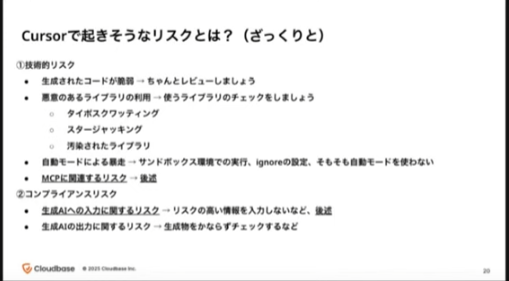 Cursorで起きそうなリスクとは？（ざっくりと）
①技術的リスク
● 生成されたコードが脆弱 → ちゃんとレビューしましょう
● 悪意のあるライブラリの利用 → 使うライブラリのチェックをしましょう
○ タイポスクワッティング
○ スタージャッキング
○ 汚染されたライブラリ
● 自動モードによる暴走 → サンドボックス環境での実行、ignoreの設定、そもそも自動モードを使わない
● MCPに関連するリスク → 後述
②コンプライアンスリスク
● 生成AIへの入力に関するリスク → リスクの高い情報を入力しないなど、後述
● 生成AIの出力に関するリスク → 生成物をかならずチェックするなど
Cloudbase © 2025 Cloudbase Inc.
20